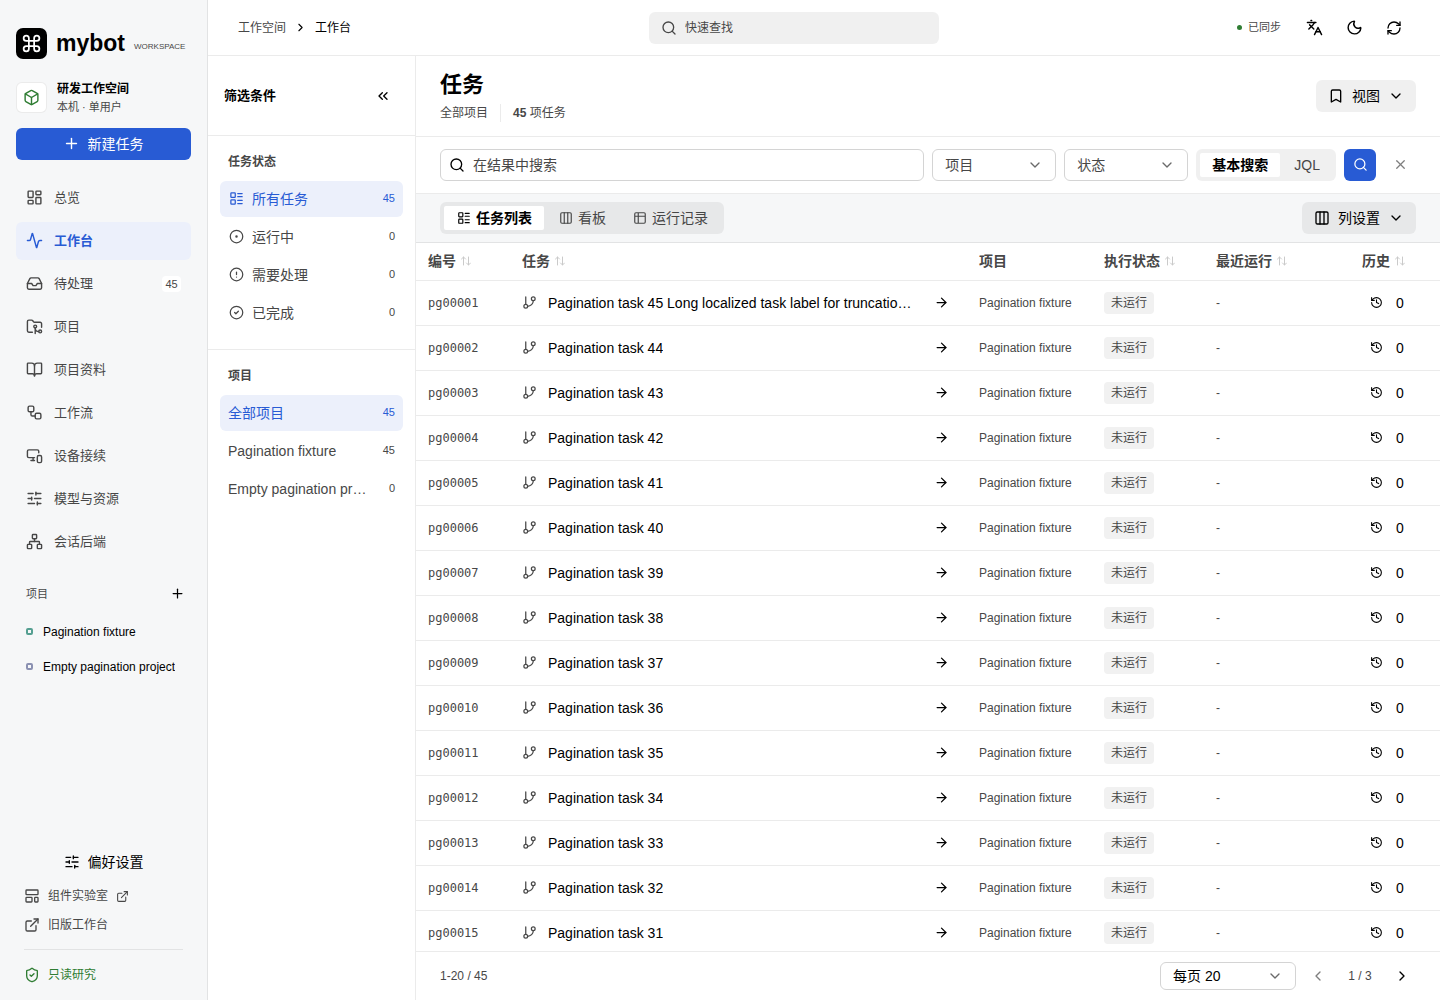 mybot WORKSPACE
研发工作空间
本机 · 单用户
新建任务
总览
工作台
待处理 45
项目
项目资料
工作流
设备接续
模型与资源
会话后端
项目
Pagination fixture
Empty pagination project
偏好设置
组件实验室
旧版工作台
只读研究
工作空间 工作台
快速查找
已同步
筛选条件
任务状态
所有任务 45
运行中 0
需要处理 0
已完成 0
项目
全部项目 45
Pagination fixture 45
Empty pagination pr… 0
任务
全部项目 45 项任务
视图
在结果中搜索 项目 状态 基本搜索 JQL
任务列表 看板 运行记录 列设置
编号 任务 项目 执行状态 最近运行 历史
pg00001 Pagination task 45 Long localized task label for truncatio… Pagination fixture 未运行 - 0
pg00002 Pagination task 44 Pagination fixture 未运行 - 0
pg00003 Pagination task 43 Pagination fixture 未运行 - 0
pg00004 Pagination task 42 Pagination fixture 未运行 - 0
pg00005 Pagination task 41 Pagination fixture 未运行 - 0
pg00006 Pagination task 40 Pagination fixture 未运行 - 0
pg00007 Pagination task 39 Pagination fixture 未运行 - 0
pg00008 Pagination task 38 Pagination fixture 未运行 - 0
pg00009 Pagination task 37 Pagination fixture 未运行 - 0
pg00010 Pagination task 36 Pagination fixture 未运行 - 0
pg00011 Pagination task 35 Pagination fixture 未运行 - 0
pg00012 Pagination task 34 Pagination fixture 未运行 - 0
pg00013 Pagination task 33 Pagination fixture 未运行 - 0
pg00014 Pagination task 32 Pagination fixture 未运行 - 0
pg00015 Pagination task 31 Pagination fixture 未运行 - 0
1-20 / 45 每页 20 1 / 3